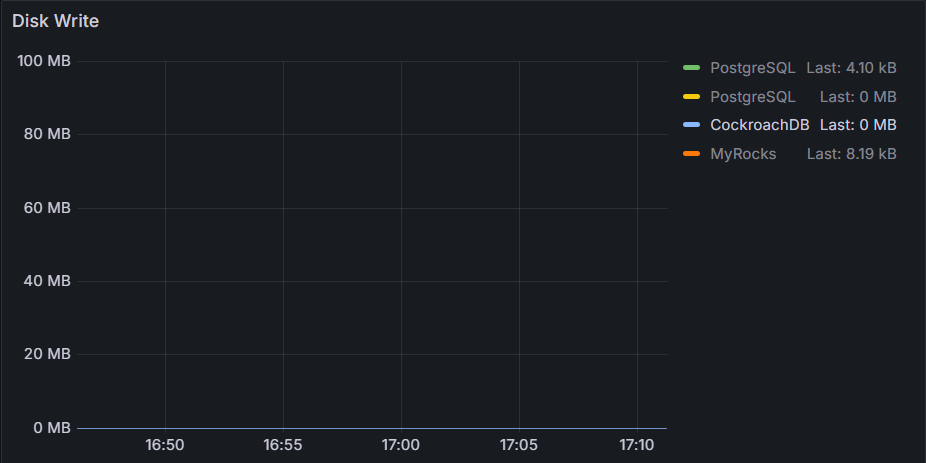 Disk Write
100 MB
80 MB
60 MB
40 MB
20 MB
0 MB
16:50 16:55 17:00 17:05 17:10
PostgreSQL Last: 4.10 kB
PostgreSQL Last: 0 MB
CockroachDB Last: 0 MB
MyRocks Last: 8.19 kB